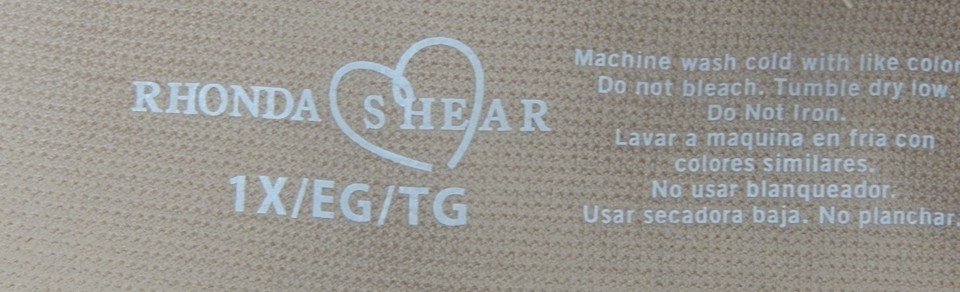 RHONDA SHEAR
1X/EG/TG
Machine wash cold with like color
Do not bleach. Tumble dry low.
Do Not Iron.
Lavar a maquina en fria con
colores similares.
No usar blanqueador.
Usar secadora baja. No planchar.